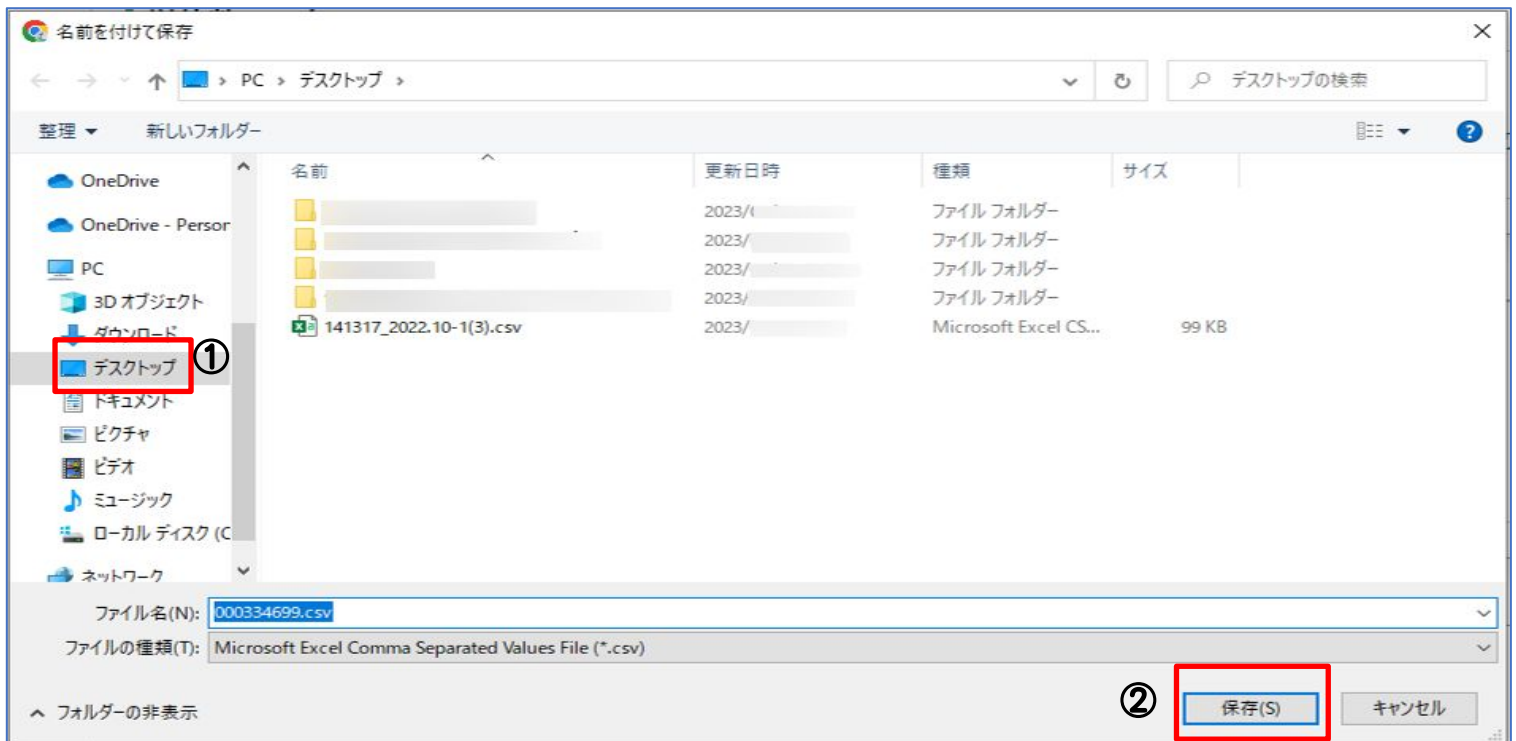 名前を付けて保存
PC › デスクトップ ›
デスクトップの検索
整理 新しいフォルダー
名前 更新日時 種類 サイズ
OneDrive
OneDrive - Person
PC
3D オブジェクト
ダウンロード
デスクトップ ①
ドキュメント
ピクチャ
ビデオ
ミュージック
ローカル ディスク (C
ネットワーク
2023/ ファイル フォルダー
2023/ ファイル フォルダー
2023/ ファイル フォルダー
2023/ ファイル フォルダー
141317_2022.10-1(3).csv 2023/ Microsoft Excel CS... 99 KB
ファイル名(N): 000334699.csv
ファイルの種類(T): Microsoft Excel Comma Separated Values File (*.csv)
フォルダーの非表示
② 保存(S) キャンセル